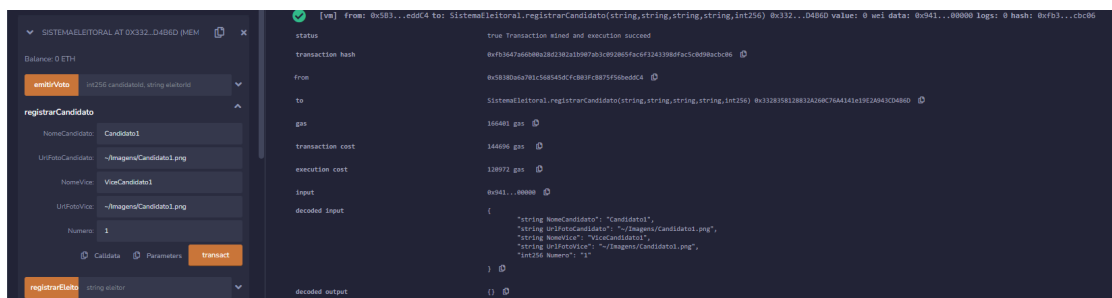 [vm] from: 0x5B3...eddC4 to: SistemaEleitoral.registrarCandidato(string,string,string,string,int256) 0x332...D4B6D value: 0 wei data: 0x941...00000 logs: 0 hash: 0xfb3...cbc06
SISTEMAELEITORAL AT 0X332...D4B6D (MEM
Balance: 0 ETH
emitirVoto int256 candidatoId, string eleitorId
registrarCandidato
NomeCandidato: Candidato1
UrlFotoCandidato: ~/Imagens/Candidato1.png
NomeVice: ViceCandidato1
UrlFotoVice: ~/Imagens/Candidato1.png
Numero: 1
Calldata Parameters transact
registrarEleito string eleitor
status true Transaction mined and execution succeed
transaction hash
from 0x5B38Da6a701c568545dCfcB03FcB875f56beddC4
to SistemaEleitoral.registrarCandidato(string,string,string,string,int256)
gas 166401 gas
transaction cost 144696 gas
execution cost 120972 gas
input 0x941...00000
decoded input {
"string NomeCandidato": "Candidato1",
"string UrlFotoCandidato": "~/Imagens/Candidato1.png",
"string NomeVice": "ViceCandidato1",
"string UrlFotoVice": "~/Imagens/Candidato1.png",
"int256 Numero": "1"
}
decoded output {}